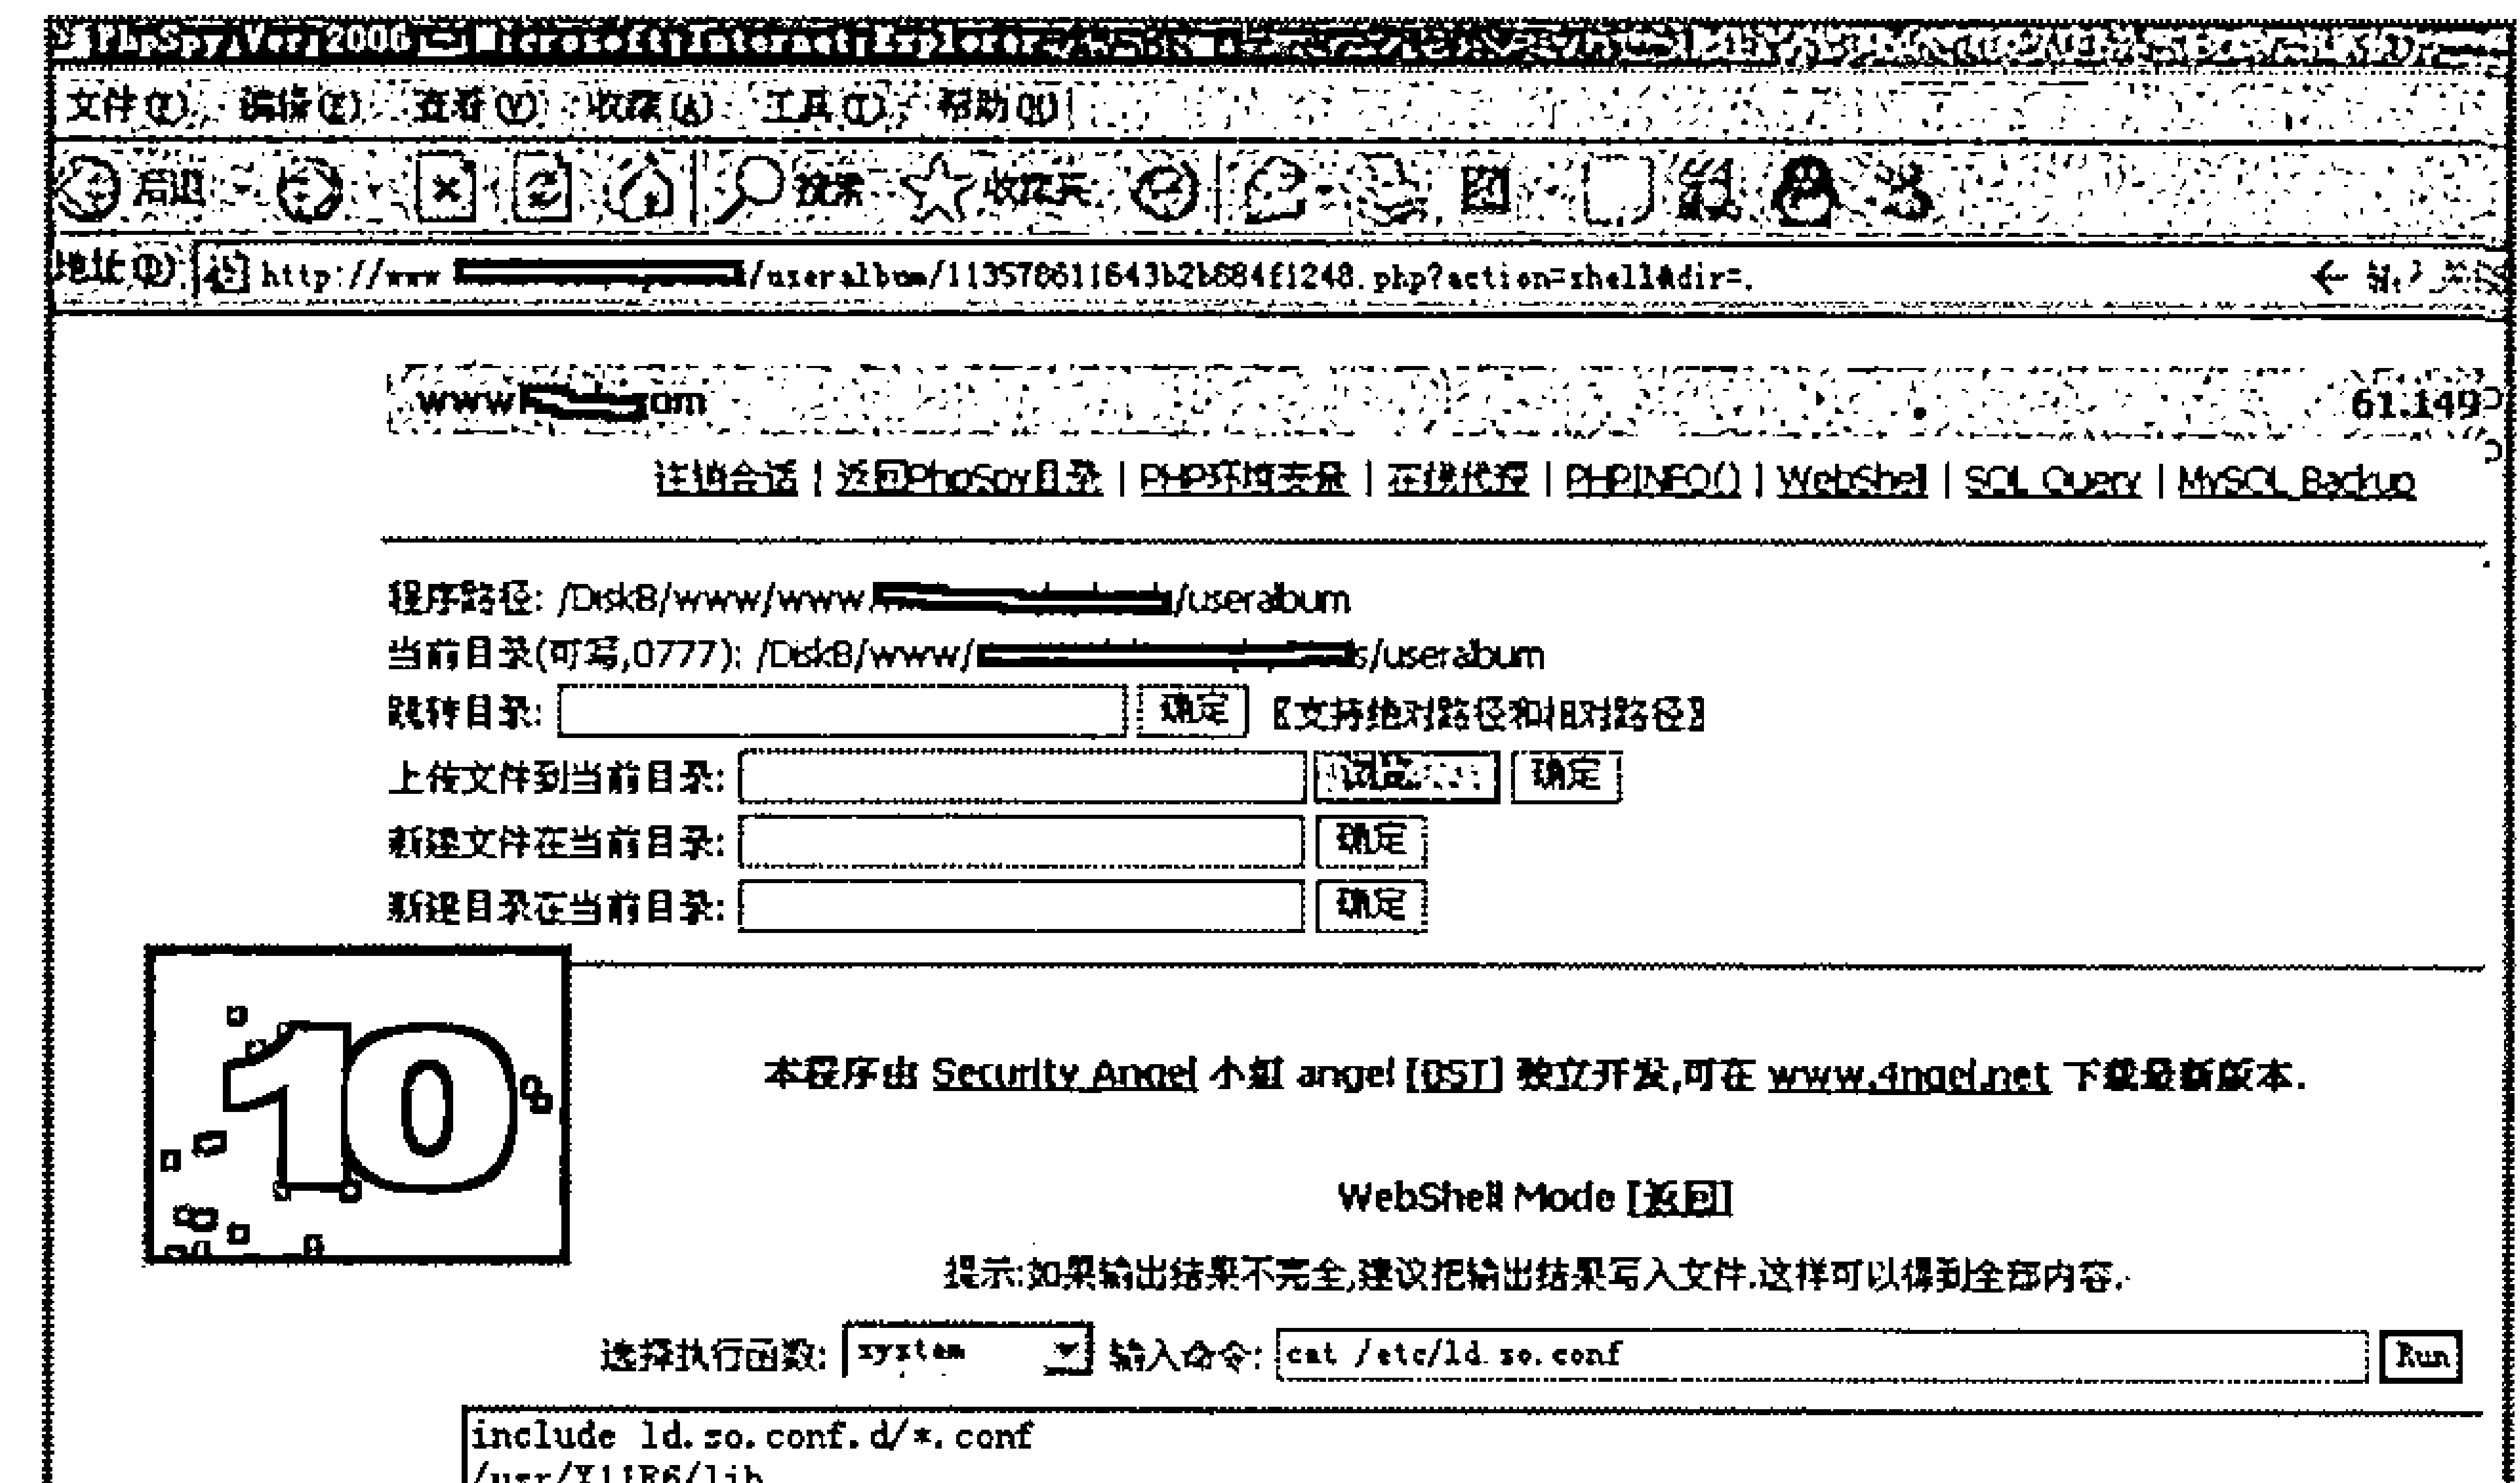 PhpSpy Ver 2006 - Microsoft Internet Explorer
文件(F) 编辑(E) 查看(V) 收藏(A) 工具(T) 帮助(H)
后退 搜索 收藏夹
地址(D) http://www /useralbum/113578611643b2b684f1248.php?action=shell&dir=.
www om 61.149
注销会话 | 返回PhpSpy目录 | PHP环境变量 | 在线代理 | PHPINFO() | WebShell | SQL Query | MySQL Backup
程序路径: /DiskB/www/www. /useralbum
当前目录(可写,0777): /DiskB/www/ s/useralbum
跳转目录: 确定 〖支持绝对路径和相对路径〗
上传文件到当前目录: 浏览... 确定
新建文件在当前目录: 确定
新建目录在当前目录: 确定
10
本程序由 Security Angel 小组 angel [BST] 独立开发,可在 www.4ngel.net 下载最新版本.
WebShell Mode [返回]
提示:如果输出结果不完全,建议把输出结果写入文件.这样可以得到全部内容.
选择执行函数: system 输入命令: cat /etc/ld.so.conf Run
include ld.so.conf.d/*.conf
/usr/X11R6/lib